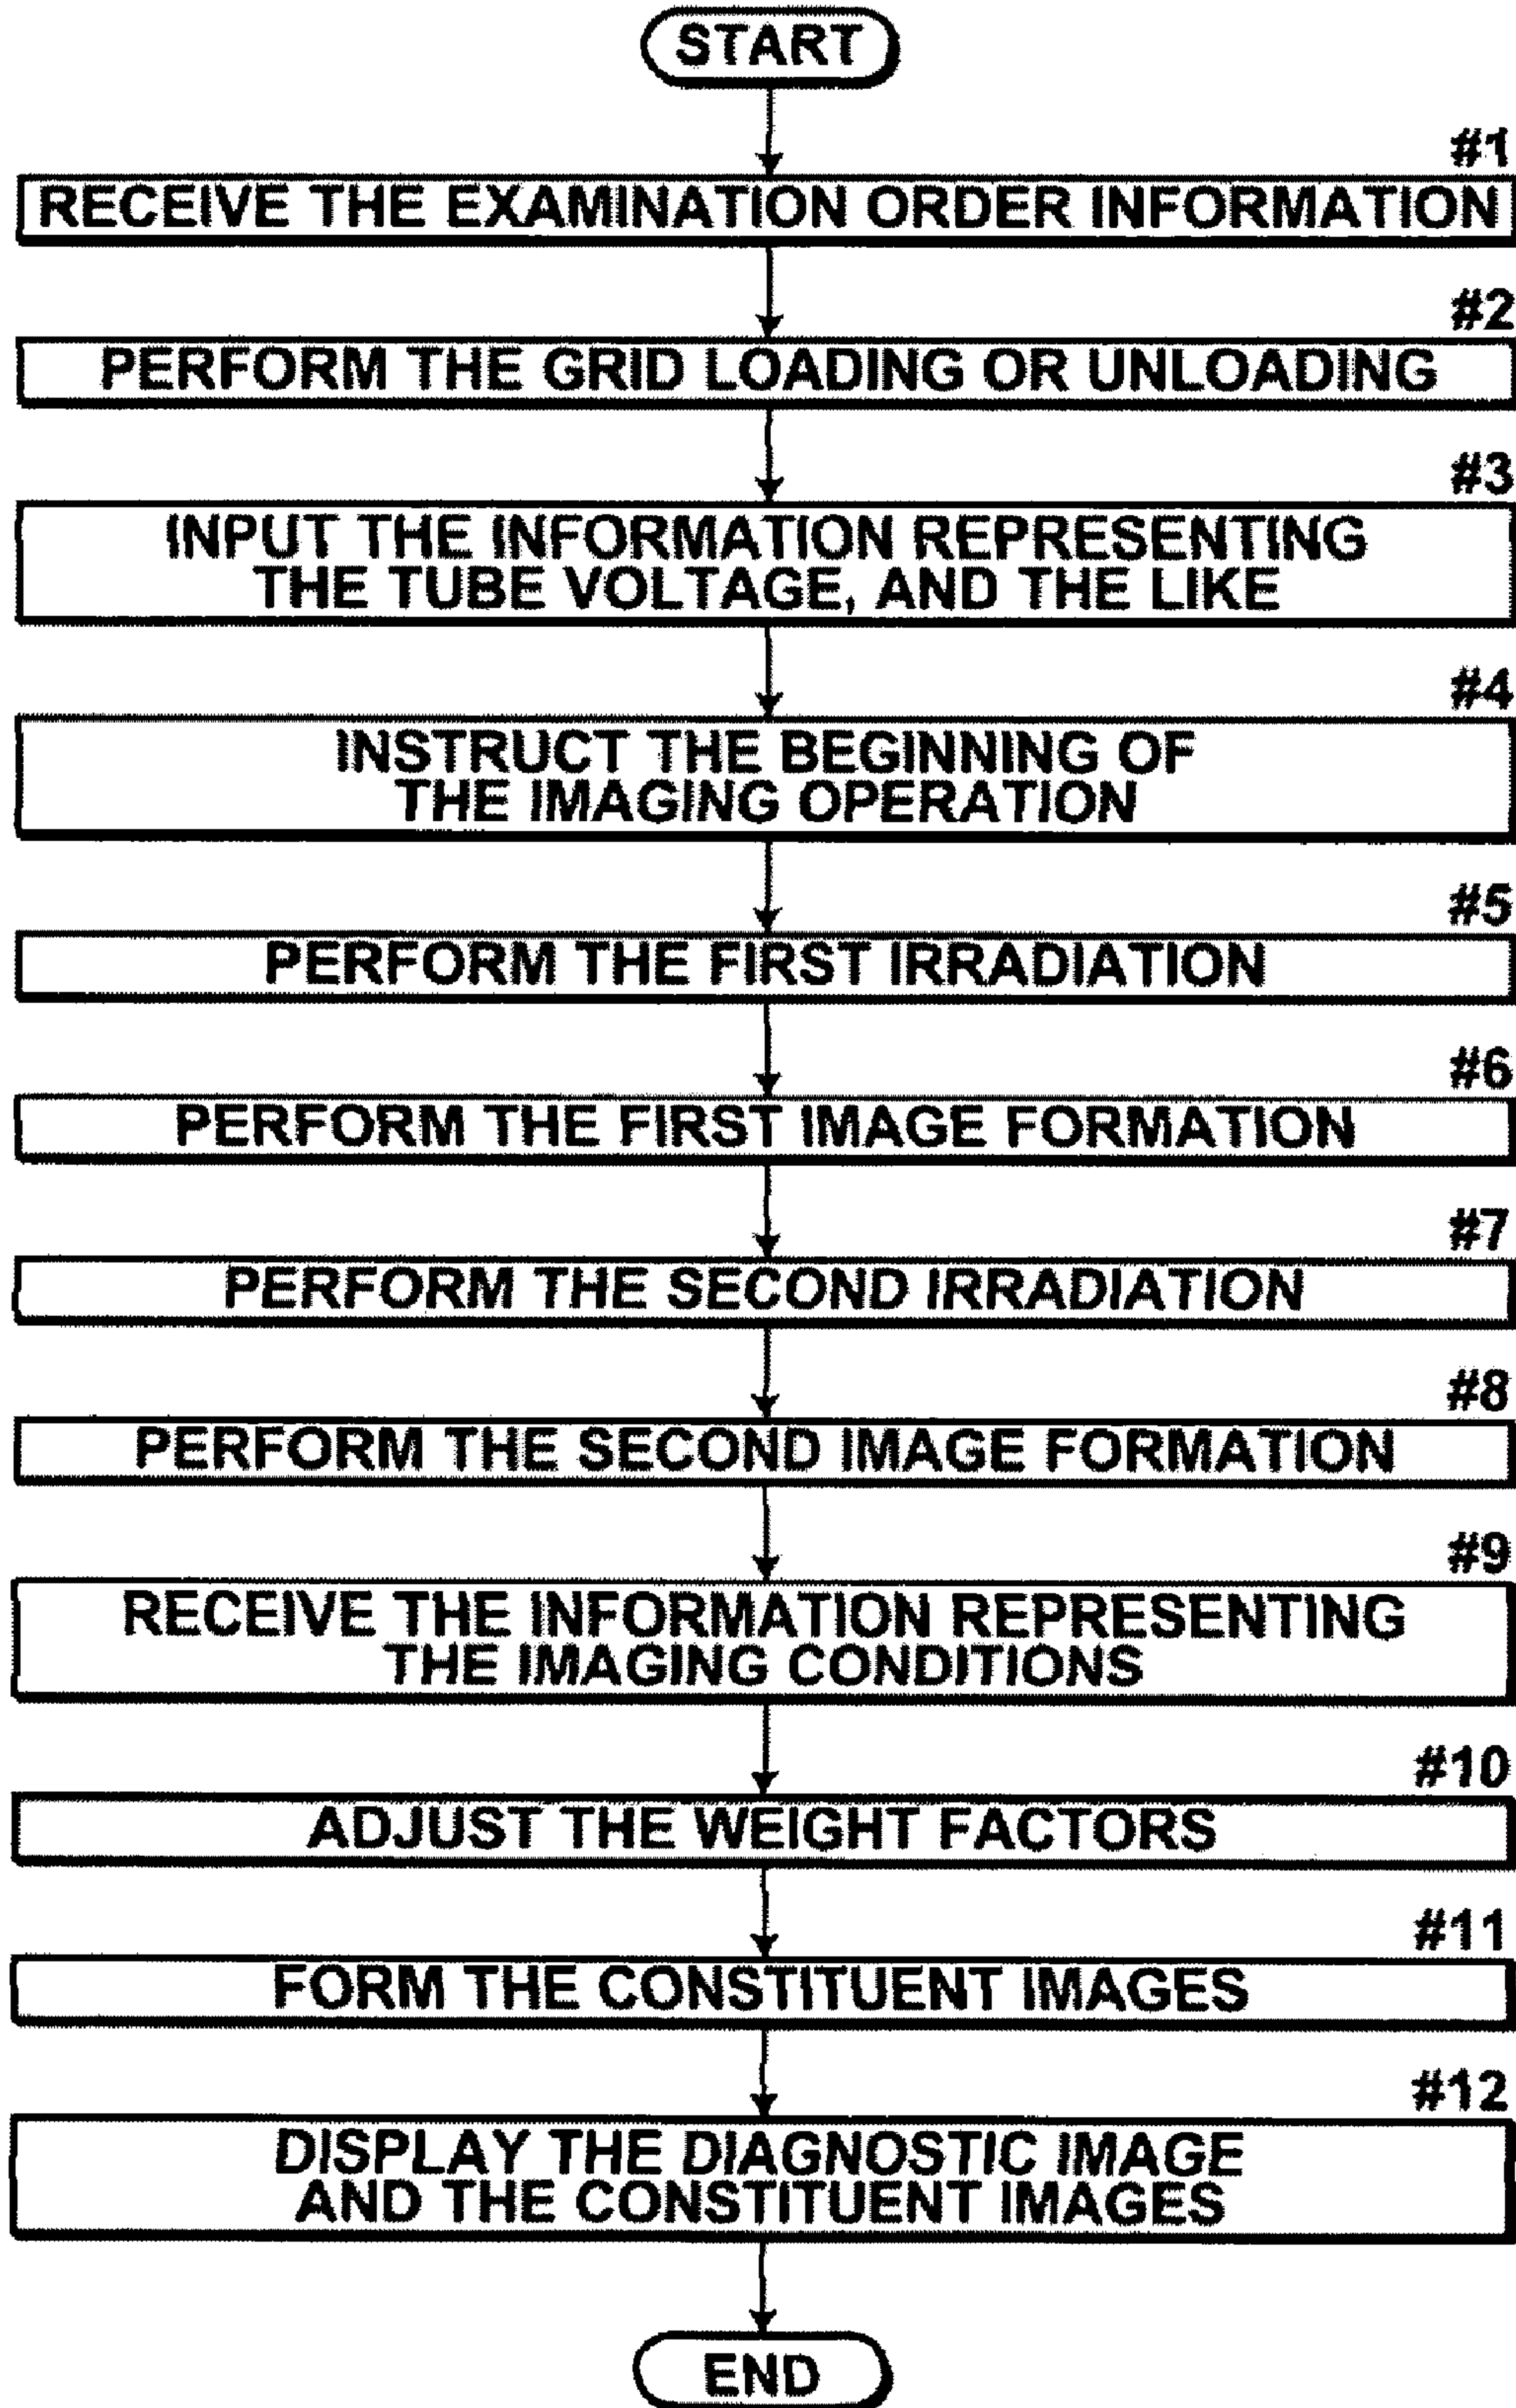 START
#1
RECEIVE THE EXAMINATION ORDER INFORMATION
#2
PERFORM THE GRID LOADING OR UNLOADING
#3
INPUT THE INFORMATION REPRESENTING
THE TUBE VOLTAGE, AND THE LIKE
#4
INSTRUCT THE BEGINNING OF
THE IMAGING OPERATION
#5
PERFORM THE FIRST IRRADIATION
#6
PERFORM THE FIRST IMAGE FORMATION
#7
PERFORM THE SECOND IRRADIATION
#8
PERFORM THE SECOND IMAGE FORMATION
#9
RECEIVE THE INFORMATION REPRESENTING
THE IMAGING CONDITIONS
#10
ADJUST THE WEIGHT FACTORS
#11
FORM THE CONSTITUENT IMAGES
#12
DISPLAY THE DIAGNOSTIC IMAGE
AND THE CONSTITUENT IMAGES
END